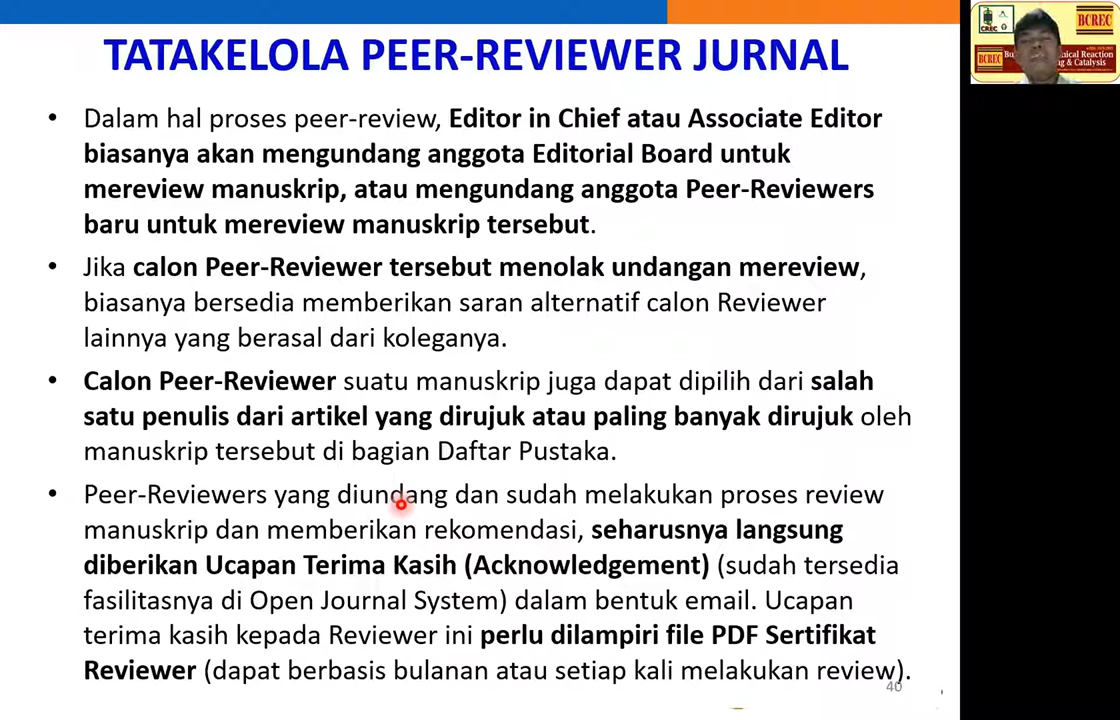 TATAKELOLA PEER-REVIEWER JURNAL
• Dalam hal proses peer-review, Editor in Chief atau Associate Editor
biasanya akan mengundang anggota Editorial Board untuk
mereview manuskrip, atau mengundang anggota Peer-Reviewers
baru untuk mereview manuskrip tersebut.
• Jika calon Peer-Reviewer tersebut menolak undangan mereview,
biasanya bersedia memberikan saran alternatif calon Reviewer
lainnya yang berasal dari koleganya.
• Calon Peer-Reviewer suatu manuskrip juga dapat dipilih dari salah
satu penulis dari artikel yang dirujuk atau paling banyak dirujuk oleh
manuskrip tersebut di bagian Daftar Pustaka.
• Peer-Reviewers yang diundang dan sudah melakukan proses review
manuskrip dan memberikan rekomendasi, seharusnya langsung
diberikan Ucapan Terima Kasih (Acknowledgement) (sudah tersedia
fasilitasnya di Open Journal System) dalam bentuk email. Ucapan
terima kasih kepada Reviewer ini perlu dilampiri file PDF Sertifikat
Reviewer (dapat berbasis bulanan atau setiap kali melakukan review).
40
CREC
BCREC
BCREC
Bu
mical Reaction
ng & Catalysis